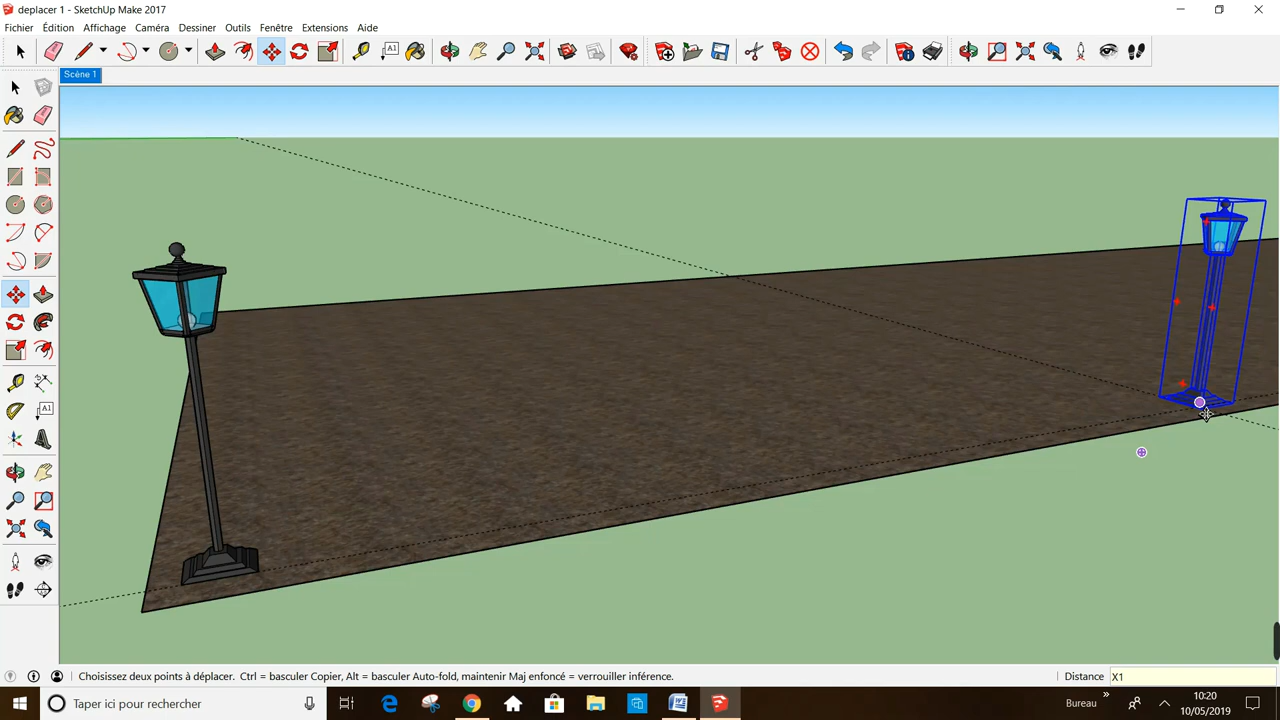 deplacer 1 - SketchUp Make 2017
Fichier Édition Affichage Caméra Dessiner Outils Fenêtre Extensions Aide
A1
Scène 1
A1
Choisissez deux points à déplacer. Ctrl = basculer Copier, Alt = basculer Auto-fold, maintenir Maj enfoncé = verrouiller inférence. Distance X1
Taper ici pour rechercher Bureau 10:20
10/05/2019